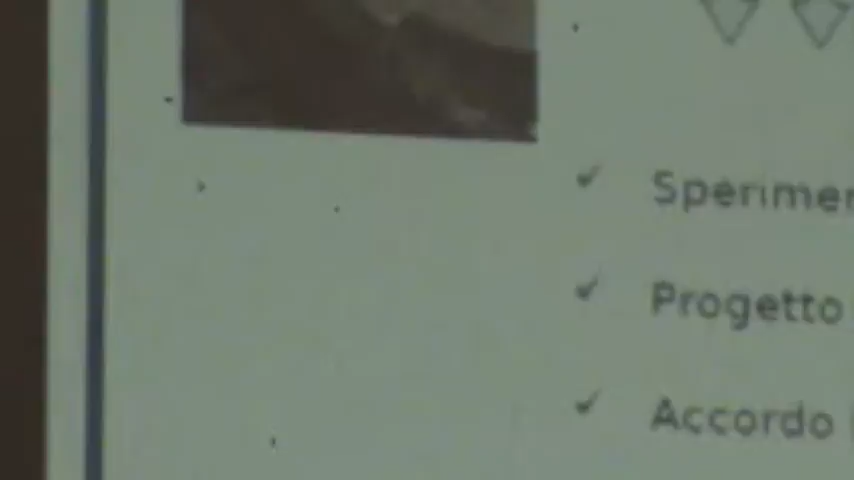 ✓ Sperimen
✓ Progetto
✓ Accordo